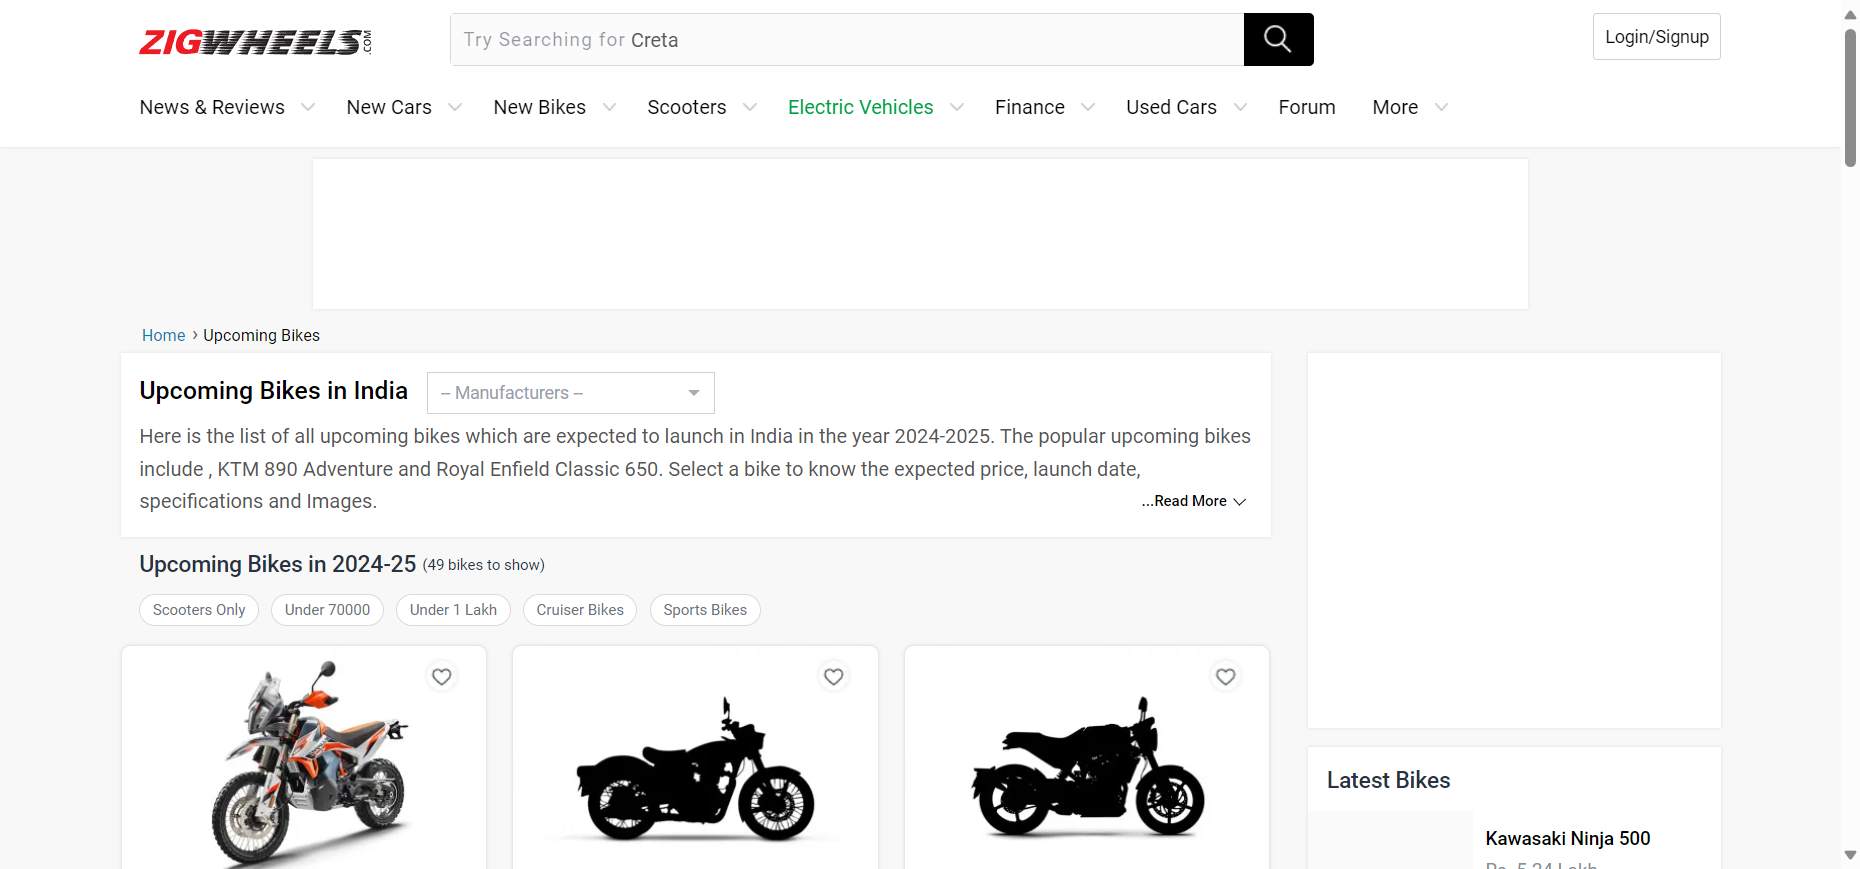 ZIGWHEELS.COM
Try Searching for Creta
Login/Signup
News & Reviews New Cars New Bikes Scooters Electric Vehicles Finance Used Cars Forum More
Home › Upcoming Bikes
Upcoming Bikes in India
-- Manufacturers --
Here is the list of all upcoming bikes which are expected to launch in India in the year 2024-2025. The popular upcoming bikes
include , KTM 890 Adventure and Royal Enfield Classic 650. Select a bike to know the expected price, launch date,
specifications and Images.
...Read More
Upcoming Bikes in 2024-25 (49 bikes to show)
Scooters Only Under 70000 Under 1 Lakh Cruiser Bikes Sports Bikes
Latest Bikes
Kawasaki Ninja 500
Rs. 5.24 Lakh